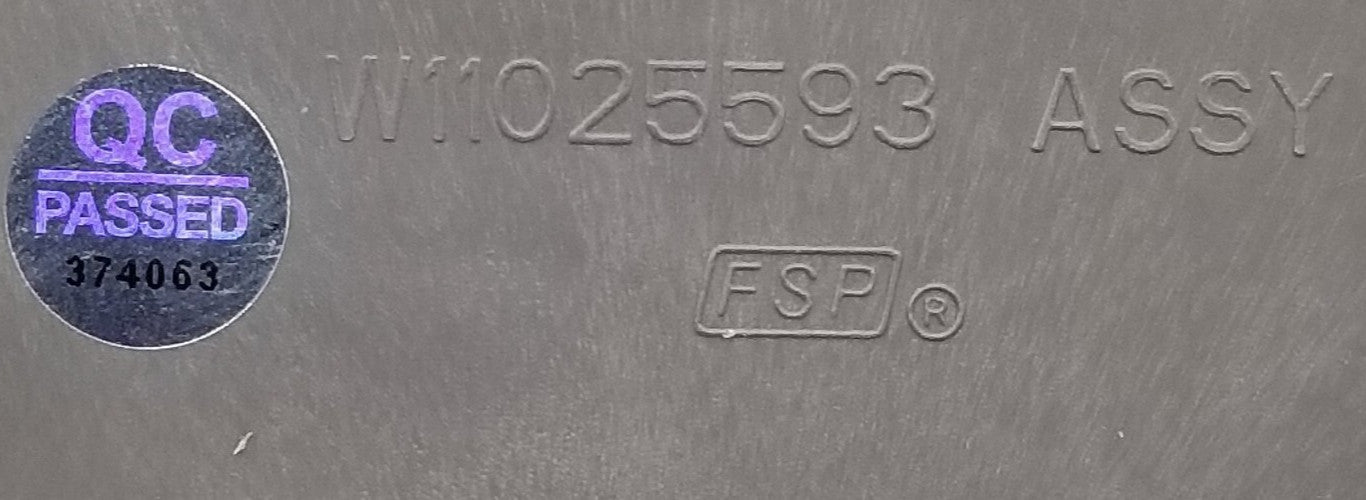 W11025593 ASSY
QC
PASSED
374063
FSP®